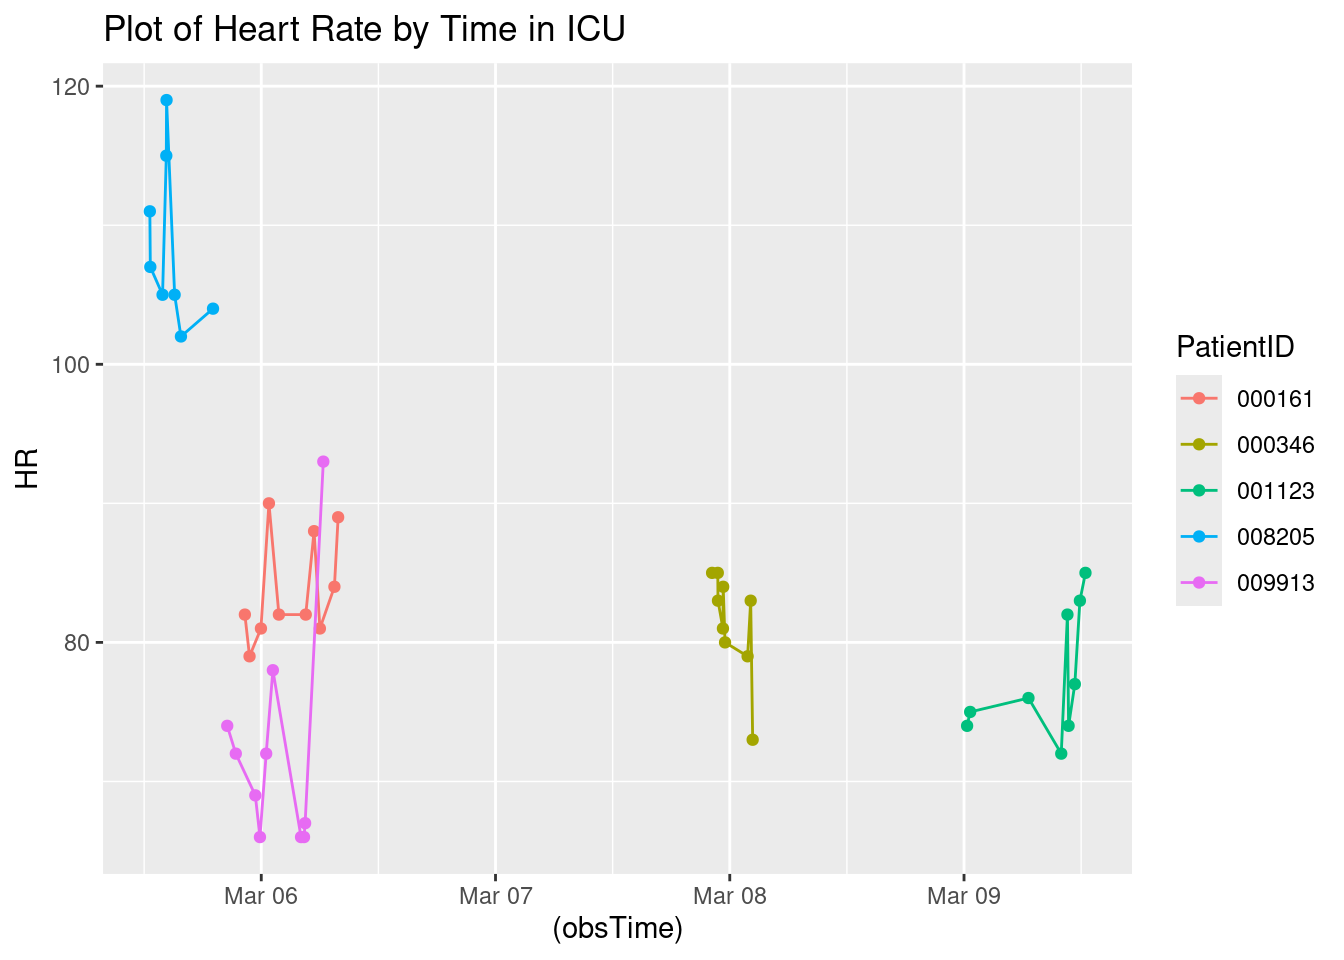 Plot of Heart Rate by Time in ICU
120
100
80
HR
Mar 06
Mar 07
Mar 08
Mar 09
(obsTime)
PatientID
000161
000346
001123
008205
009913